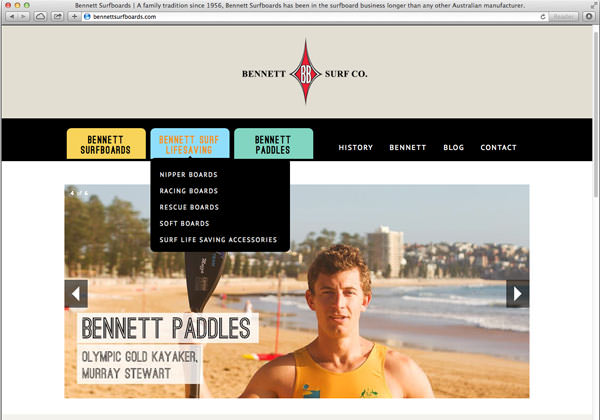 Bennett Surfboards | A family tradition since 1956, Bennett Surfboards has been in the surfboard business longer than any other Australian manufacturer.
bennettsurfboards.com
Reader
BENNETT BB SURF CO.
BENNETT
SURFBOARDS
BENNETT SURF
LIFESAVING
BENNETT
PADDLES
HISTORY
BENNETT
BLOG
CONTACT
NIPPER BOARDS
RACING BOARDS
RESCUE BOARDS
SOFT BOARDS
SURF LIFE SAVING ACCESSORIES
4 of 6
BENNETT PADDLES
OLYMPIC GOLD KAYAKER,
MURRAY STEWART